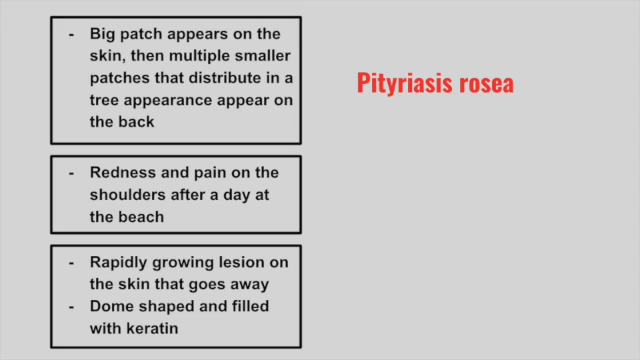 - Big patch appears on the
skin, then multiple smaller
patches that distribute in a
tree appearance appear on
the back
Pityriasis rosea
- Redness and pain on the
shoulders after a day at
the beach
- Rapidly growing lesion on
the skin that goes away
- Dome shaped and filled
with keratin